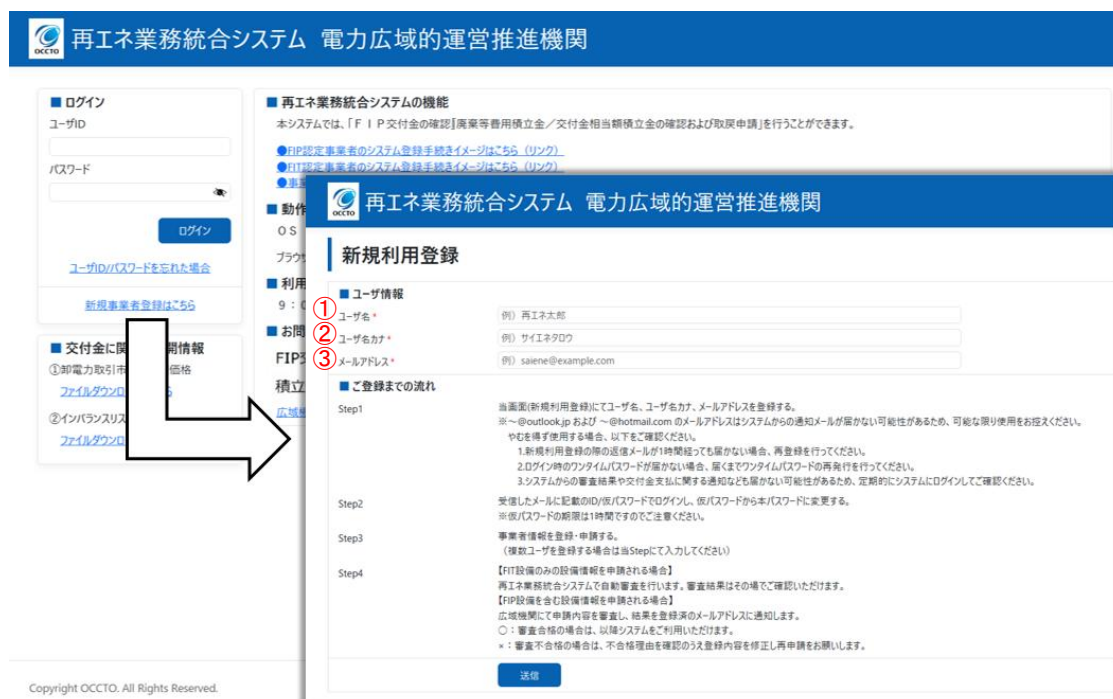 OCCTO
再エネ業務統合システム 電力広域的運営推進機関
■ ログイン
ユーザID
パスワード
ログイン
ユーザID/パスワードを忘れた場合
新規事業者登録はこちら
■ 交付金に関
開情報
①卸電力取引市
価格
ファイルダウンロ
②インバランスリス
ファイルダウンロ
■ 再エネ業務統合システムの機能
本システムでは、「ＦＩＰ交付金の確認」「廃棄等費用積立金／交付金相当額積立金の確認および取戻申請」を行うことができます。
●FIP認定事業者のシステム登録手続きイメージはこちら（リンク）
●FIT認定事業者のシステム登録手続きイメージはこちら（リンク）
●事
■ 動作
ＯＳ
ブラウ
■ 利用
９：０
■ お問
FIP
積立
広域
OCCTO
再エネ業務統合システム 電力広域的運営推進機関
新規利用登録
■ ユーザ情報
① ユーザ名* 例）再エネ太郎
② ユーザ名カナ* 例）サイエネタロウ
③ メールアドレス* 例）saiene@example.com
■ ご登録までの流れ
Step1 当画面(新規利用登録)にてユーザ名、ユーザ名カナ、メールアドレスを登録する。
※～@outlook.jp および ～@hotmail.com のメールアドレスはシステムからの通知メールが届かない可能性があるため、可能な限り使用をお控えください。
やむを得ず使用する場合、以下をご確認ください。
1.新規利用登録の際の返信メールが1時間経っても届かない場合、再登録を行ってください。
2.ログイン時のワンタイムパスワードが届かない場合、届くまでワンタイムパスワードの再発行を行ってください。
3.システムからの審査結果や交付金支払に関する通知なども届かない可能性があるため、定期的にシステムにログインしてご確認ください。
Step2 受信したメールに記載のID/仮パスワードでログインし、仮パスワードから本パスワードに変更する。
※仮パスワードの期限は1時間ですのでご注意ください。
Step3 事業者情報を登録・申請する。
（複数ユーザを登録する場合は当Stepにて入力してください）
Step4 【FIT設備のみの設備情報を申請される場合】
再エネ業務統合システムで自動審査を行います。審査結果はその場でご確認いただけます。
【FIP設備を含む設備情報を申請される場合】
広域機関にて申請内容を審査し、結果を登録済のメールアドレスに通知します。
○：審査合格の場合は、以降システムをご利用いただけます。
×：審査不合格の場合は、不合格理由を確認のうえ登録内容を修正し再申請をお願いします。
送信
Copyright OCCTO. All Rights Reserved.